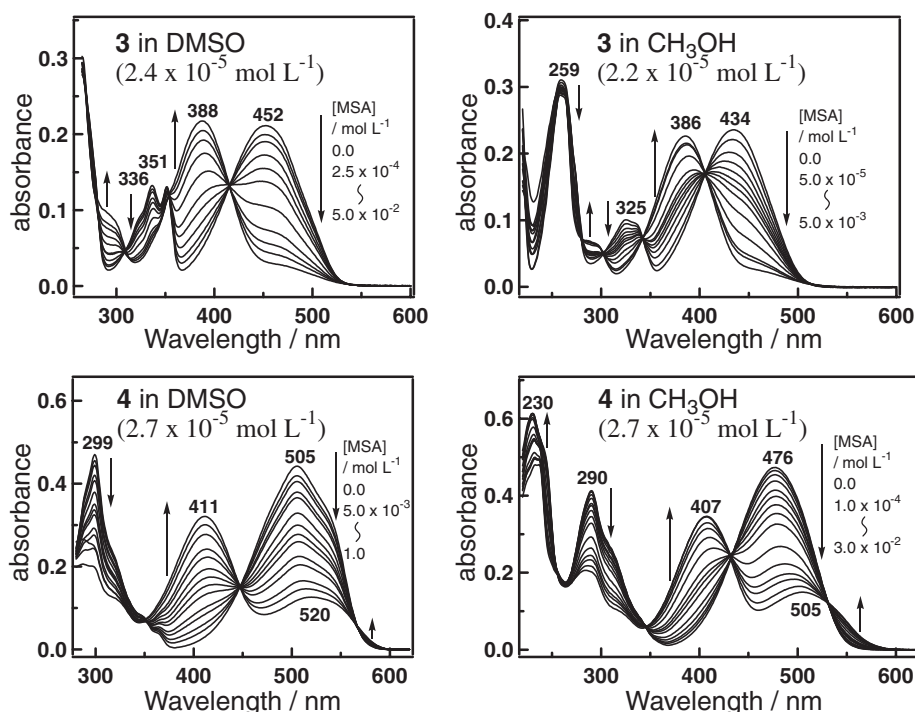 3 in DMSO
(2.4 x 10⁻⁵ mol L⁻¹)
absorbance
0.3
0.2
0.1
0.0
336
351
388
452
[MSA]
/ mol L⁻¹
0.0
2.5 x 10⁻⁴
5.0 x 10⁻²
300 400 500 600
Wavelength / nm
3 in CH₃OH
(2.2 x 10⁻⁵ mol L⁻¹)
absorbance
0.4
0.3
0.2
0.1
0.0
259
325
386
434
[MSA]
/ mol L⁻¹
0.0
5.0 x 10⁻⁵
5.0 x 10⁻³
300 400 500 600
Wavelength / nm
4 in DMSO
(2.7 x 10⁻⁵ mol L⁻¹)
absorbance
0.6
0.4
0.2
0.0
299
411
505
520
[MSA]
/ mol L⁻¹
0.0
5.0 x 10⁻³
1.0
300 400 500 600
Wavelength / nm
4 in CH₃OH
(2.7 x 10⁻⁵ mol L⁻¹)
absorbance
0.6
0.4
0.2
0.0
230
290
407
476
505
[MSA]
/ mol L⁻¹
0.0
1.0 x 10⁻⁴
3.0 x 10⁻²
300 400 500 600
Wavelength / nm